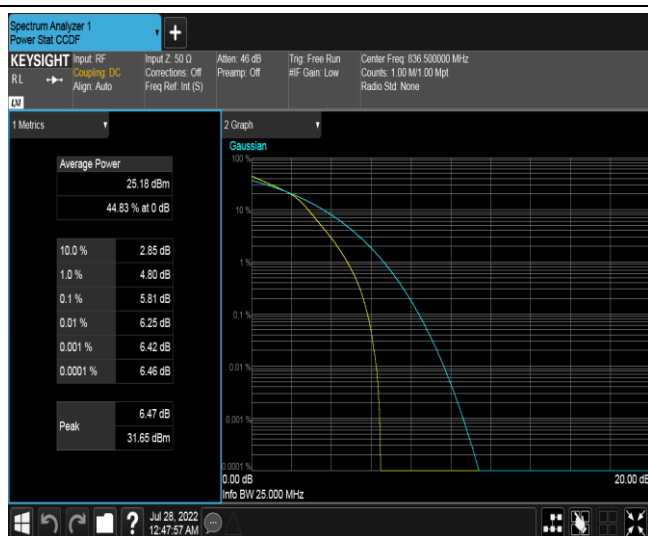 Spectrum Analyzer 1
Power Stat CCDF
+
KEYSIGHT
RL
LXI
Input: RF
Coupling: DC
Align: Auto
Input Z: 50 Ω
Corrections: Off
Freq Ref: Int (S)
Atten: 46 dB
Preamp: Off
Trig: Free Run
#IF Gain: Low
Center Freq: 836.500000 MHz
Counts: 1.00 M/1.00 Mpt
Radio Std: None
1 Metrics
Average Power
25.18 dBm
44.83 % at 0 dB
10.0 % 2.85 dB
1.0 % 4.80 dB
0.1 % 5.81 dB
0.01 % 6.25 dB
0.001 % 6.42 dB
0.0001 % 6.46 dB
Peak
6.47 dB
31.65 dBm
2 Graph
Gaussian
100 %
10 %
1 %
0.1 %
0.01 %
0.001 %
0.0001 %
0.00 dB
20.00 dB
Info BW 25.000 MHz
?
Jul 28, 2022
12:47:57 AM